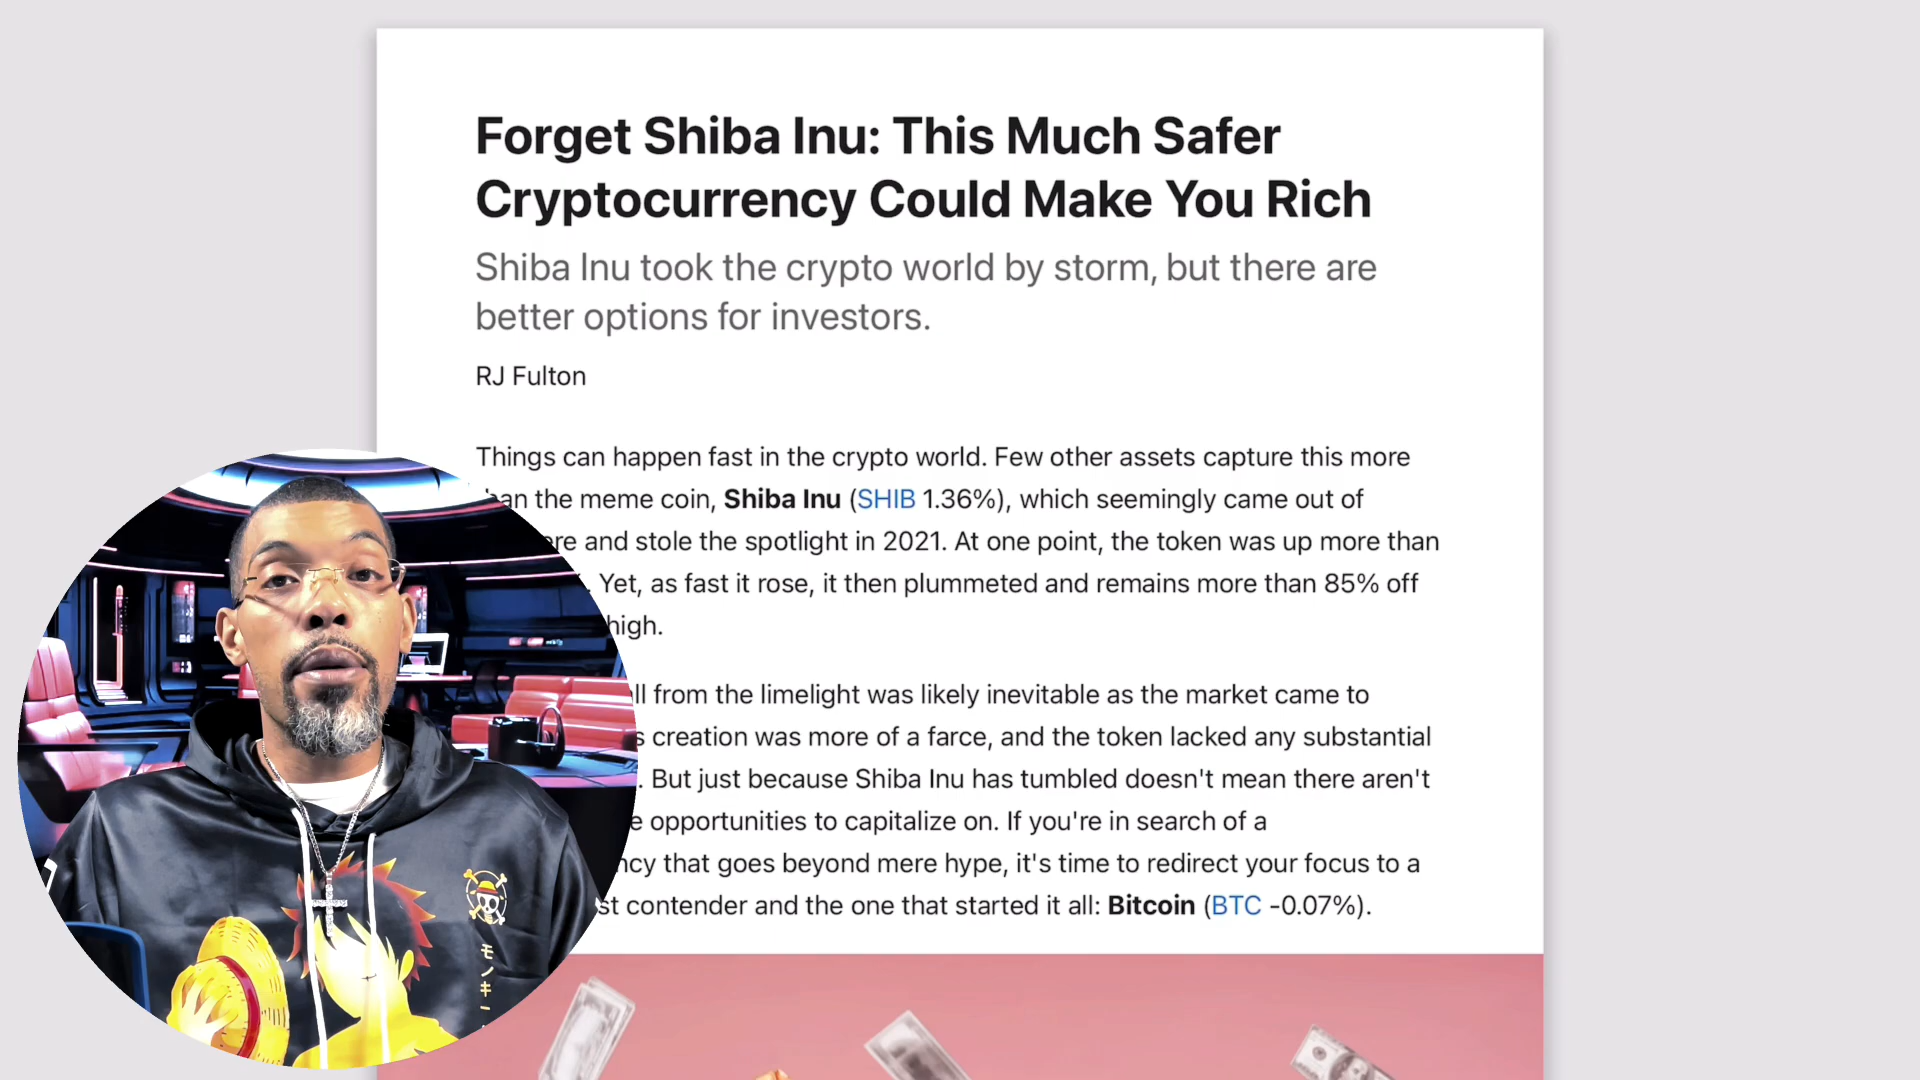 Forget Shiba Inu: This Much Safer
Cryptocurrency Could Make You Rich
Shiba Inu took the crypto world by storm, but there are
better options for investors.
RJ Fulton
Things can happen fast in the crypto world. Few other assets capture this more
the meme coin, Shiba Inu (SHIB 1.36%), which seemingly came out of
and stole the spotlight in 2021. At one point, the token was up more than
Yet, as fast it rose, it then plummeted and remains more than 85% off
high.
from the limelight was likely inevitable as the market came to
creation was more of a farce, and the token lacked any substantial
. But just because Shiba Inu has tumbled doesn't mean there aren't
opportunities to capitalize on. If you're in search of a
that goes beyond mere hype, it's time to redirect your focus to a
contender and the one that started it all: Bitcoin (BTC -0.07%).
モンキー